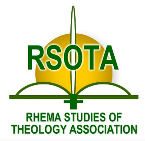 RSOTA
RHEMA STUDIES OF
THEOLOGY ASSOCIATION